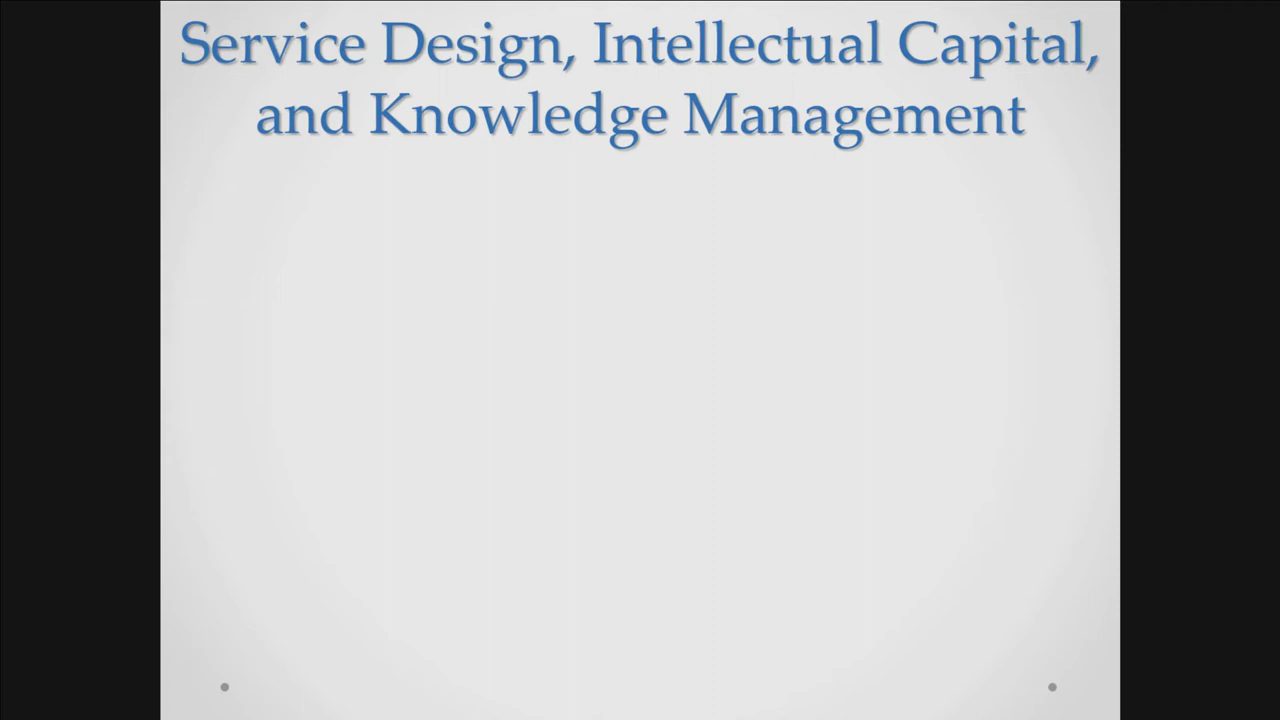 Service Design, Intellectual Capital,
and Knowledge Management